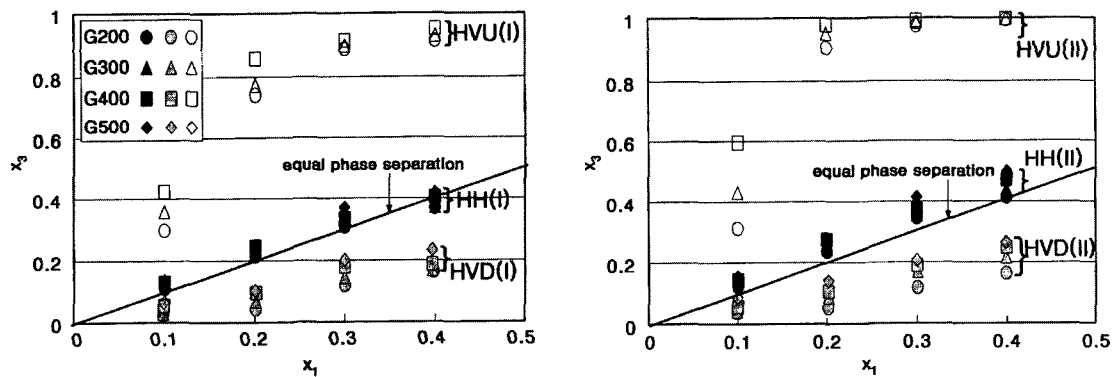 1
0.8
0.6
0.4
0.2
0
x3
G200
G300
G400
G500
HVU(I)
equal phase separation
HH(I)
HVD(I)
0 0.1 0.2 0.3 0.4 0.5
x1
1
0.8
0.6
0.4
0.2
0
x3
HVU(II)
HH(II)
equal phase separation
HVD(II)
0 0.1 0.2 0.3 0.4 0.5
x1